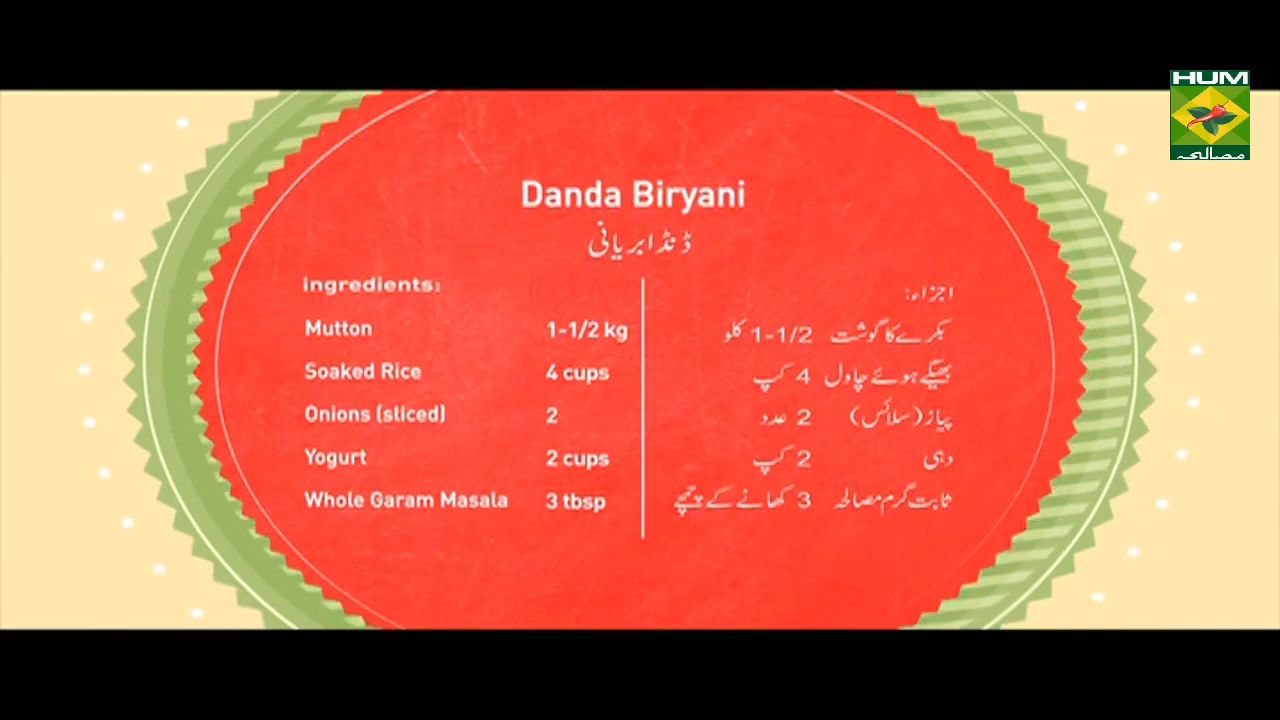 HUM
مصالحہ
Danda Biryani
ڈنڈا بریانی
ingredients:
Mutton 1-1/2 kg
Soaked Rice 4 cups
Onions (sliced) 2
Yogurt 2 cups
Whole Garam Masala 3 tbsp
اجزاء:
بکرے کا گوشت 1-1/2 کلو
بھیگے ہوئے چاول 4 کپ
پیاز (سلائس) 2 عدد
دہی 2 کپ
ثابت گرم مصالحہ 3 کھانے کے چمچے